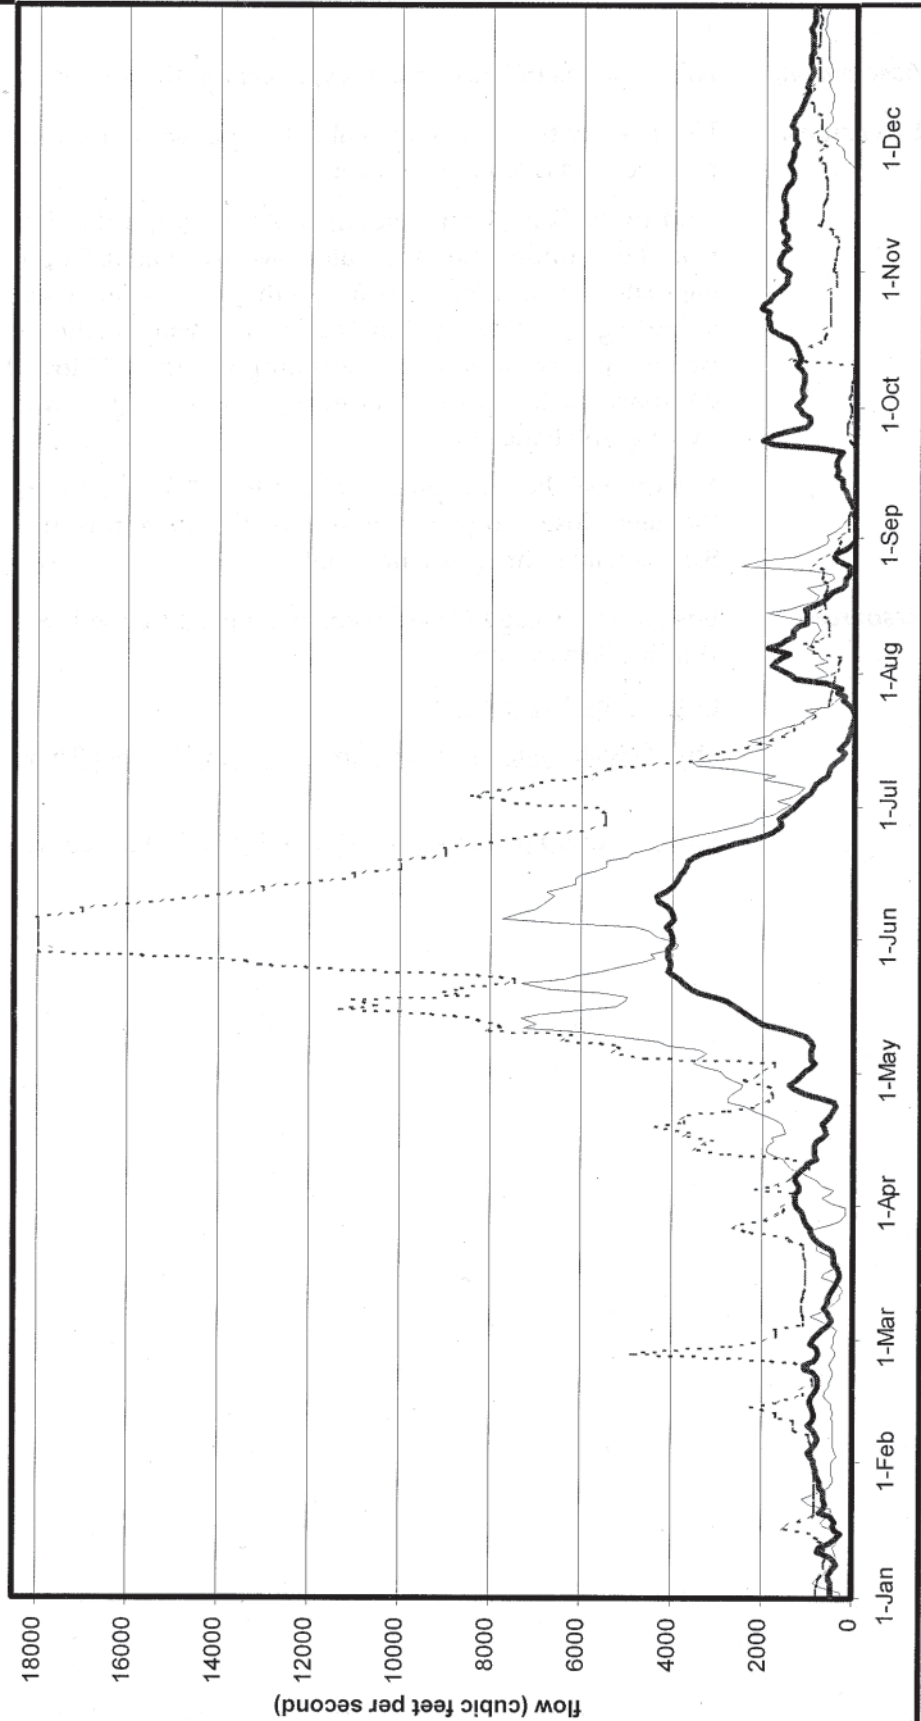 flow (cubic feet per second)
18000
16000
14000
12000
10000
8000
6000
4000
2000
0
1-Jan
1-Feb
1-Mar
1-Apr
1-May
1-Jun
1-Jul
1-Aug
1-Sep
1-Oct
1-Nov
1-Dec